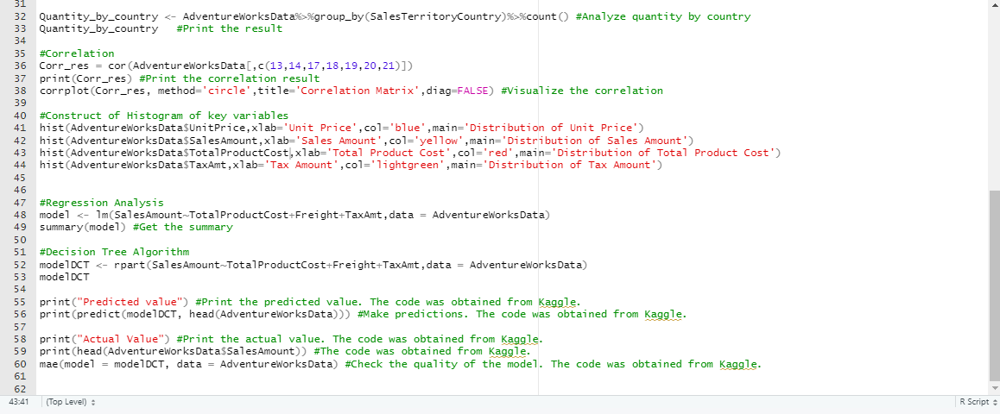 31
32 Quantity_by_country <- AdventureWorksData%>%group_by(SalesTerritoryCountry)%>%count() #Analyze quantity by country
33 Quantity_by_country #Print the result
34
35 #Correlation
36 Corr_res = cor(AdventureWorksData[,c(13,14,17,18,19,20,21)])
37 print(Corr_res) #Print the correlation result
38 corrplot(Corr_res, method='circle',title='Correlation Matrix',diag=FALSE) #Visualize the correlation
39
40 #Construct of Histogram of key variables
41 hist(AdventureWorksData$UnitPrice,xlab='Unit Price',col='blue',main='Distribution of Unit Price')
42 hist(AdventureWorksData$SalesAmount,xlab='Sales Amount',col='yellow',main='Distribution of Sales Amount')
43 hist(AdventureWorksData$TotalProductCost,xlab='Total Product Cost',col='red',main='Distribution of Total Product Cost')
44 hist(AdventureWorksData$TaxAmt,xlab='Tax Amount',col='lightgreen',main='Distribution of Tax Amount')
45
46
47 #Regression Analysis
48 model <- lm(SalesAmount~TotalProductCost+Freight+TaxAmt,data = AdventureWorksData)
49 summary(model) #Get the summary
50
51 #Decision Tree Algorithm
52 modelDCT <- rpart(SalesAmount~TotalProductCost+Freight+TaxAmt,data = AdventureWorksData)
53 modelDCT
54
55 print("Predicted value") #Print the predicted value. The code was obtained from Kaggle.
56 print(predict(modelDCT, head(AdventureWorksData))) #Make predictions. The code was obtained from Kaggle.
57
58 print("Actual Value") #Print the actual value. The code was obtained from Kaggle.
59 print(head(AdventureWorksData$SalesAmount)) #The code was obtained from Kaggle.
60 mae(model = modelDCT, data = AdventureWorksData) #Check the quality of the model. The code was obtained from Kaggle.
61
62
43:41 (Top Level) R Script